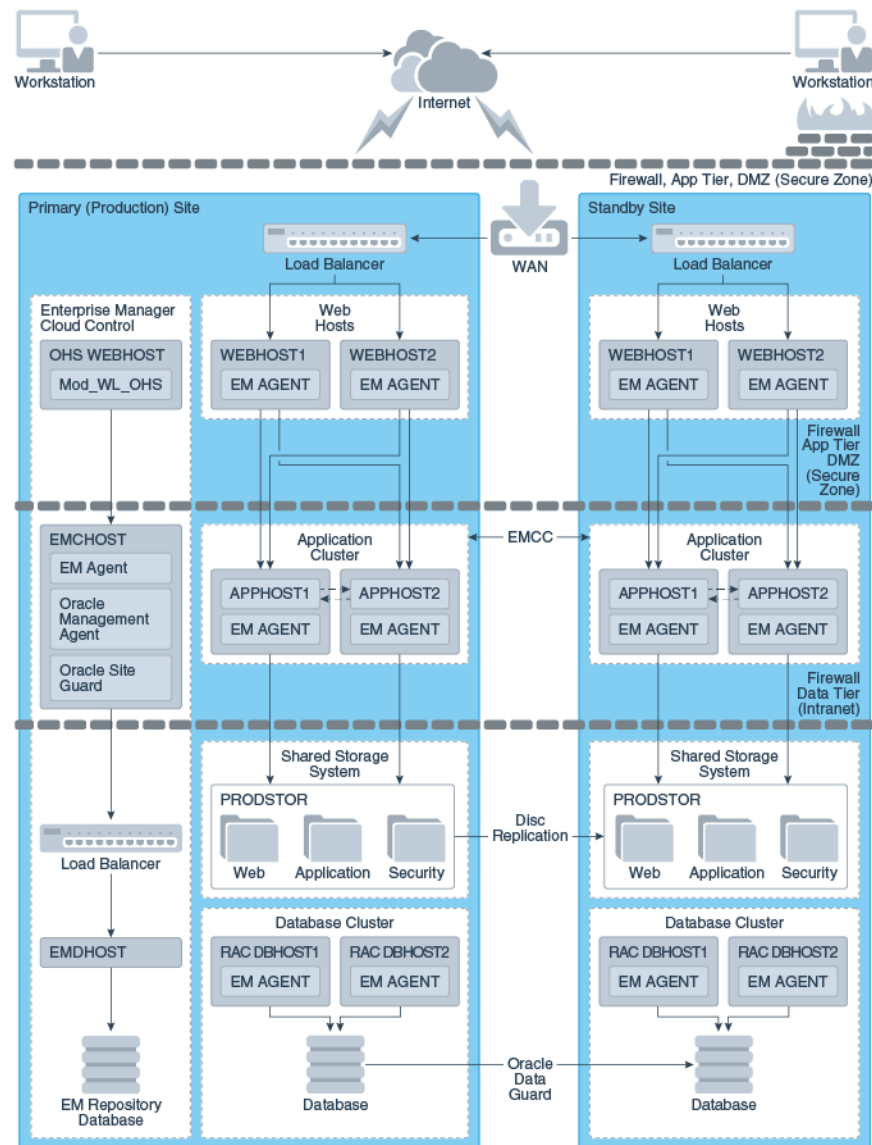 Workstation
Internet
Workstation
Firewall, App Tier, DMZ (Secure Zone)
Primary (Production) Site
Load Balancer
WAN
Standby Site
Load Balancer
Enterprise Manager
Cloud Control
OHS WEBHOST
Mod_WL_OHS
Web
Hosts
WEBHOST1
EM AGENT
WEBHOST2
EM AGENT
Web
Hosts
WEBHOST1
EM AGENT
WEBHOST2
EM AGENT
Firewall
App Tier
DMZ
(Secure
Zone)
EMCHOST
EM Agent
Oracle
Management
Agent
Oracle Site
Guard
Application
Cluster
APPHOST1
EM AGENT
APPHOST2
EM AGENT
EMCC
Application
Cluster
APPHOST1
EM AGENT
APPHOST2
EM AGENT
Firewall
Data Tier
(Intranet)
Load Balancer
Shared Storage
System
PRODSTOR
Web
Application
Security
Disc
Replication
Shared Storage
System
PRODSTOR
Web
Application
Security
EMDHOST
EM Repository
Database
Database Cluster
RAC DBHOST1
EM AGENT
RAC DBHOST2
EM AGENT
Database
Oracle
Data
Guard
Database Cluster
RAC DBHOST1
EM AGENT
RAC DBHOST2
EM AGENT
Database